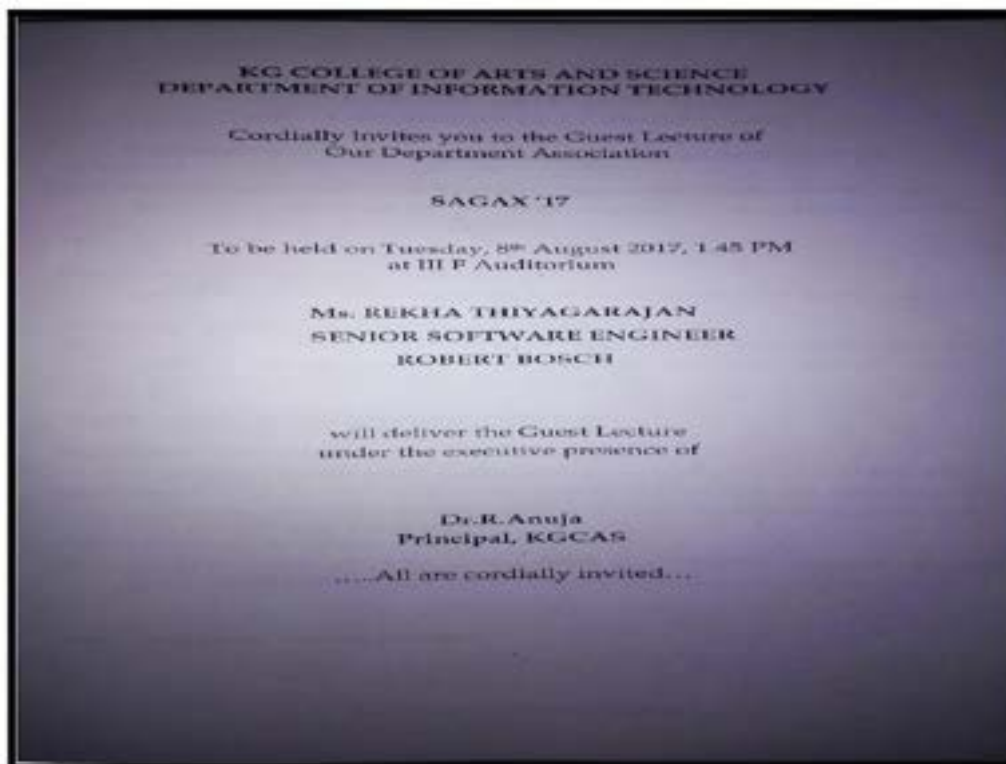 KG COLLEGE OF ARTS AND SCIENCE
DEPARTMENT OF INFORMATION TECHNOLOGY
Cordially invites you to the Guest Lecture of
Our Department Association
SAGAX '17
To be held on Tuesday, 8th August 2017, 1.45 PM
at III F Auditorium
Ms. REKHA THIYAGARAJAN
SENIOR SOFTWARE ENGINEER
ROBERT BOSCH
will deliver the Guest Lecture
under the executive presence of
Dr.R.Anuja
Principal, KGCAS
.....All are cordially invited...